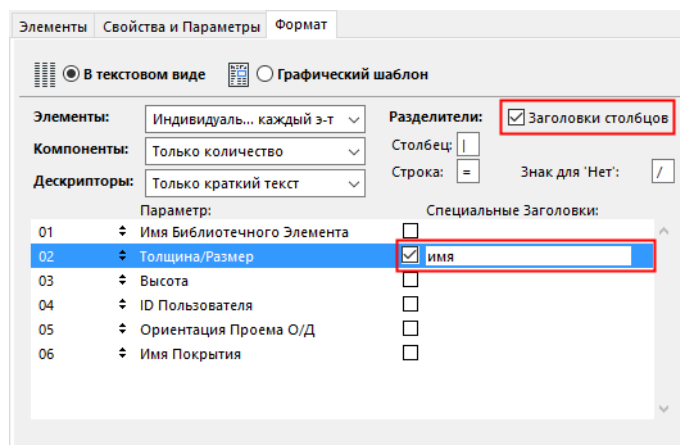 Элементы Свойства и Параметры Формат
В текстовом виде Графический шаблон
Элементы: Индивидуаль... каждый э-т Разделители: Заголовки столбцов
Компоненты: Только количество Столбец: |
Дескрипторы: Только краткий текст Строка: = Знак для 'Нет': /
Параметр: Специальные Заголовки:
01 Имя Библиотечного Элемента
02 Толщина/Размер имя
03 Высота
04 ID Пользователя
05 Ориентация Проема О/Д
06 Имя Покрытия